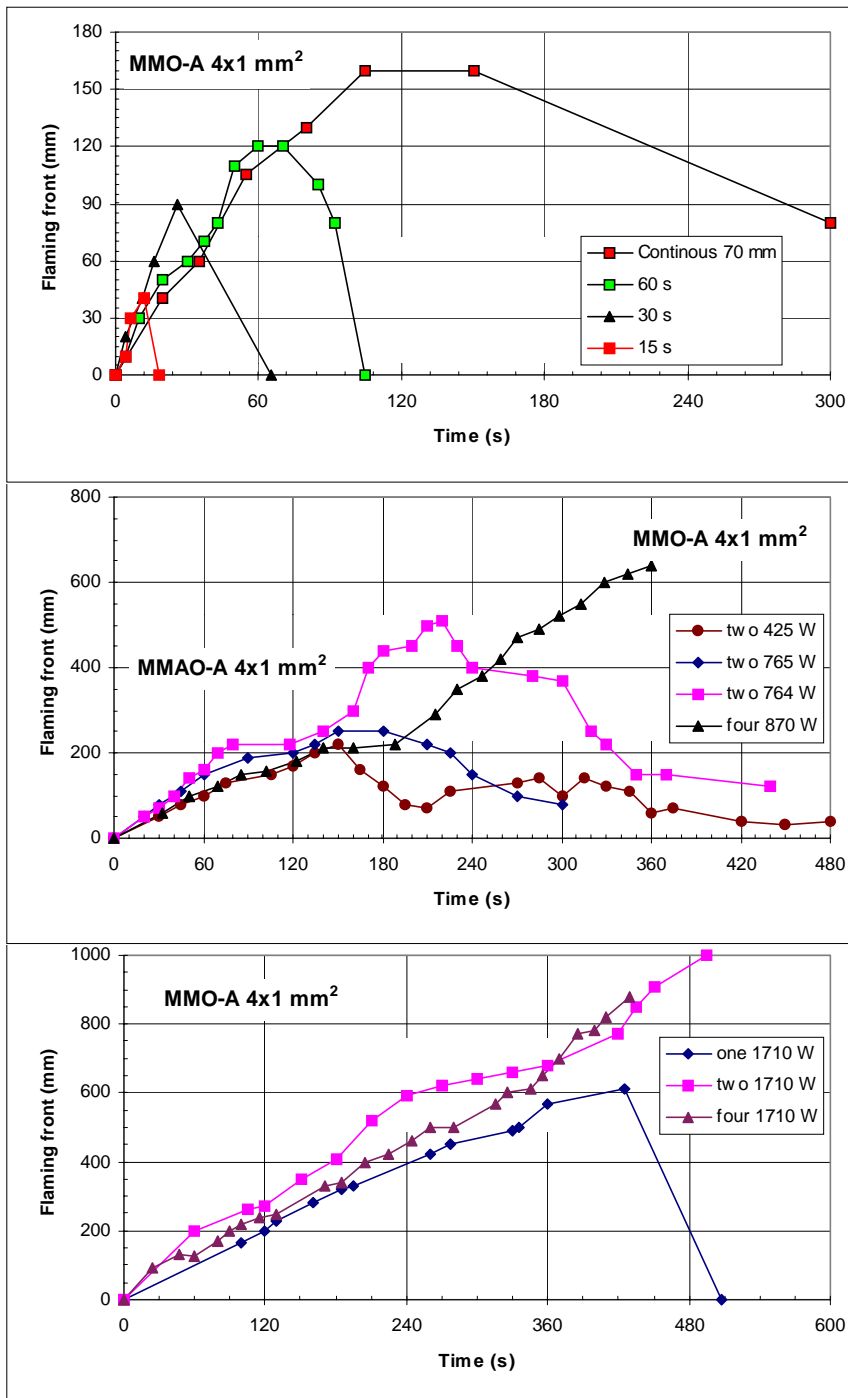 MMO-A 4x1 mm²
180
150
120
90
60
30
0
Flaming front (mm)
0 60 120 180 240 300
Time (s)
Continous 70 mm
60 s
30 s
15 s
MMO-A 4x1 mm²
MMAO-A 4x1 mm²
800
600
400
200
0
Flaming front (mm)
0 60 120 180 240 300 360 420 480
Time (s)
two 425 W
two 765 W
two 764 W
four 870 W
MMO-A 4x1 mm²
1000
800
600
400
200
0
Flaming front (mm)
0 120 240 360 480 600
Time (s)
one 1710 W
two 1710 W
four 1710 W